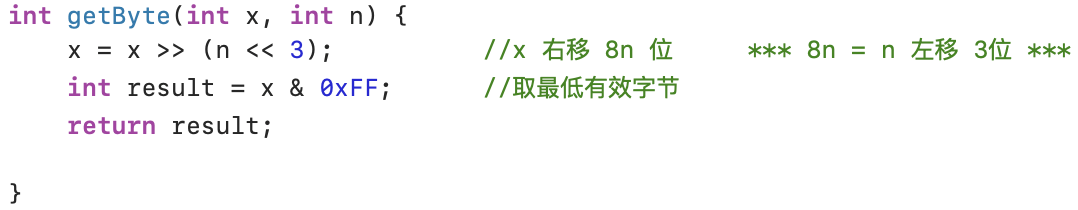 int getByte(int x, int n) {
    x = x >> (n << 3);          //x 右移 8n 位     *** 8n = n 左移 3位 ***
    int result = x & 0xFF;      //取最低有效字节
    return result;
}